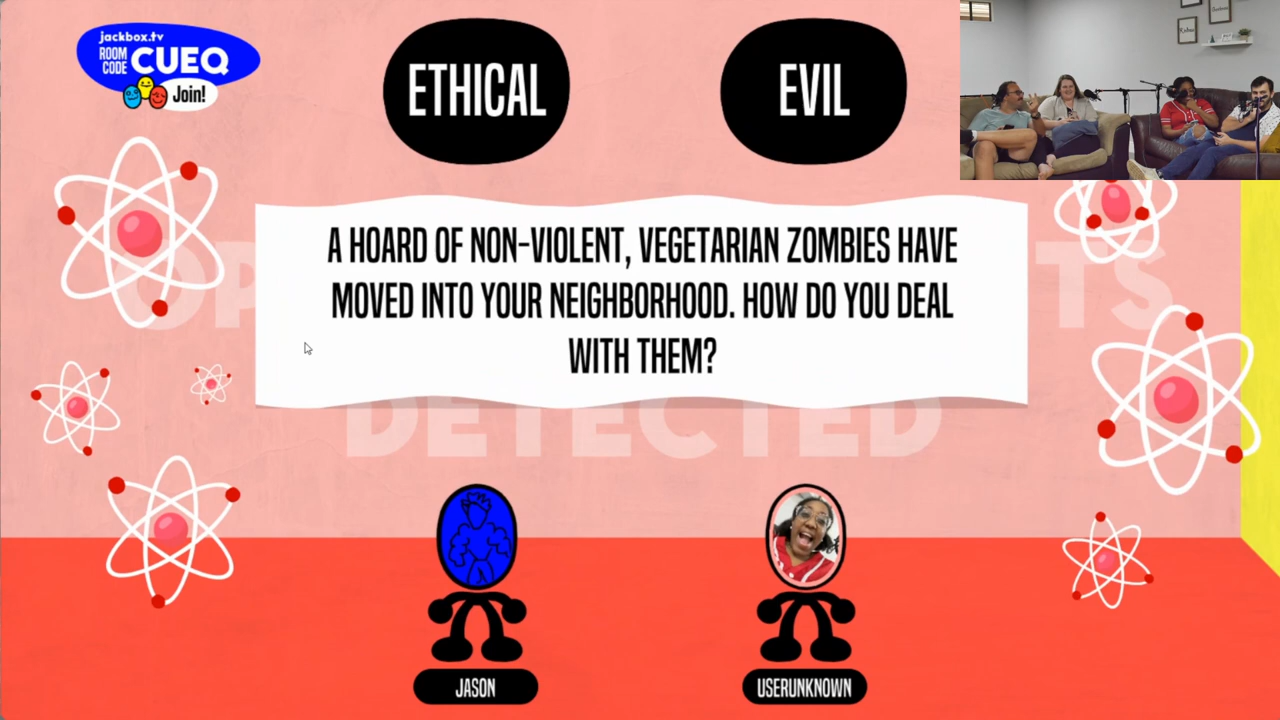 jackbox.tv
ROOM CODE CUEQ
Join!
ETHICAL
EVIL
A HOARD OF NON-VIOLENT, VEGETARIAN ZOMBIES HAVE
MOVED INTO YOUR NEIGHBORHOOD. HOW DO YOU DEAL
WITH THEM?
DETECTED
JASON
USERUNKNOWN